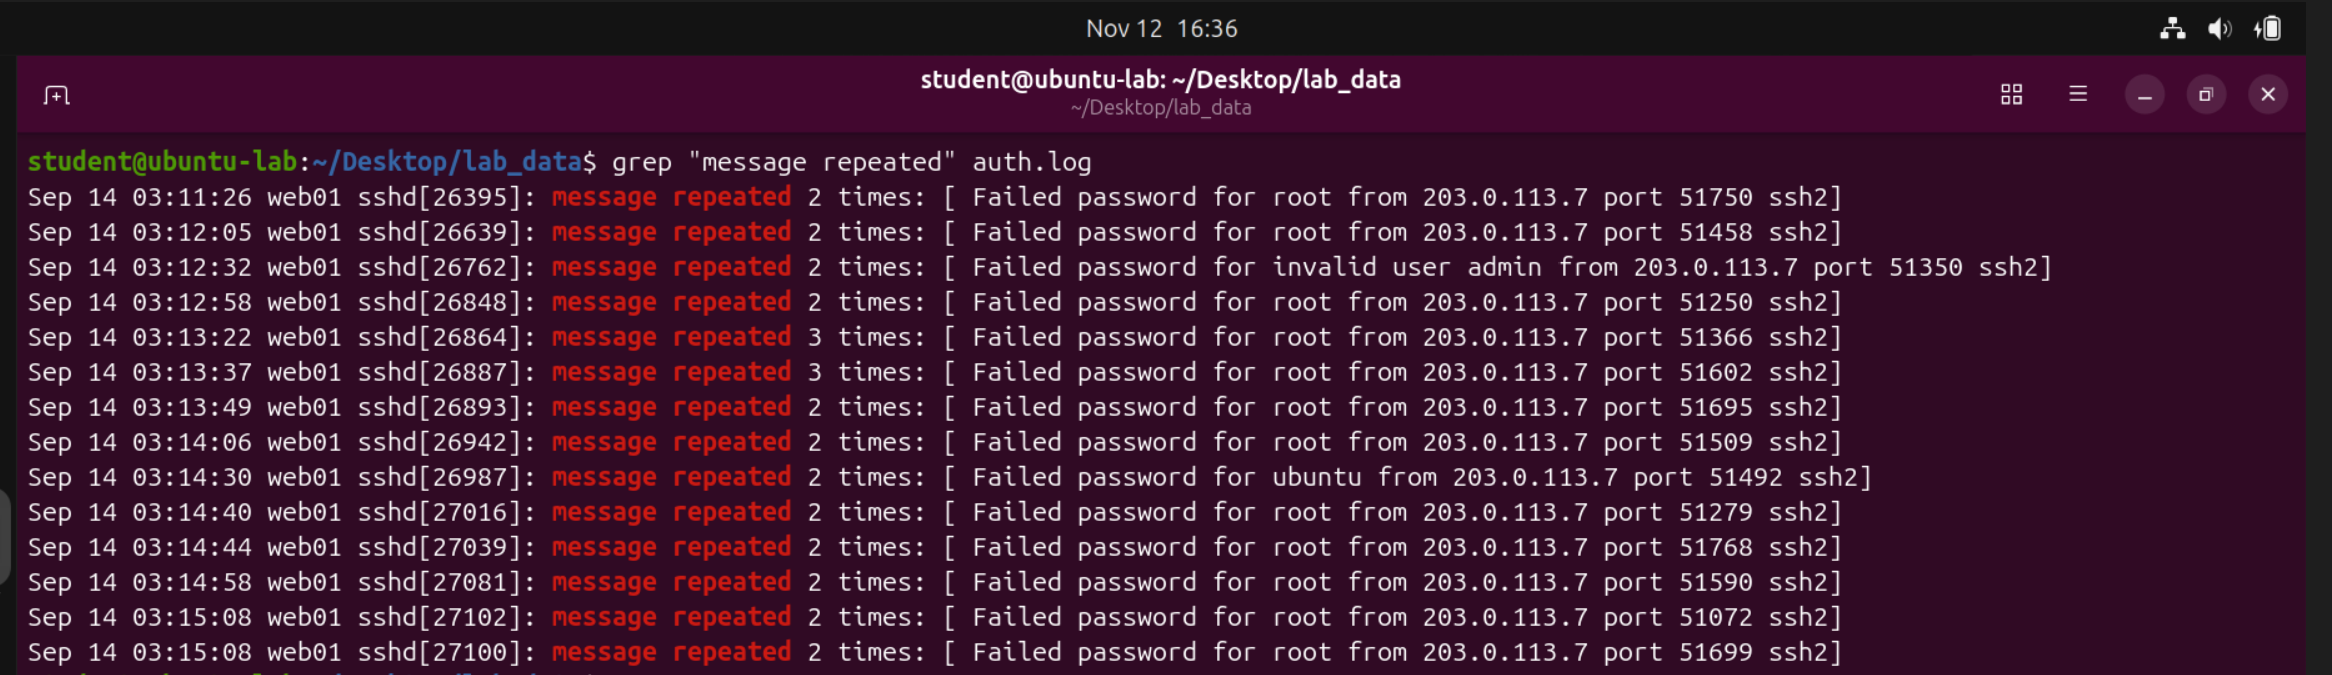 Nov 12 16:36
student@ubuntu-lab: ~/Desktop/lab_data
~/Desktop/lab_data
student@ubuntu-lab:~/Desktop/lab_data$ grep "message repeated" auth.log
Sep 14 03:11:26 web01 sshd[26395]: message repeated 2 times: [ Failed password for root from 203.0.113.7 port 51750 ssh2]
Sep 14 03:12:05 web01 sshd[26639]: message repeated 2 times: [ Failed password for root from 203.0.113.7 port 51458 ssh2]
Sep 14 03:12:32 web01 sshd[26762]: message repeated 2 times: [ Failed password for invalid user admin from 203.0.113.7 port 51350 ssh2]
Sep 14 03:12:58 web01 sshd[26848]: message repeated 2 times: [ Failed password for root from 203.0.113.7 port 51250 ssh2]
Sep 14 03:13:22 web01 sshd[26864]: message repeated 3 times: [ Failed password for root from 203.0.113.7 port 51366 ssh2]
Sep 14 03:13:37 web01 sshd[26887]: message repeated 3 times: [ Failed password for root from 203.0.113.7 port 51602 ssh2]
Sep 14 03:13:49 web01 sshd[26893]: message repeated 2 times: [ Failed password for root from 203.0.113.7 port 51695 ssh2]
Sep 14 03:14:06 web01 sshd[26942]: message repeated 2 times: [ Failed password for root from 203.0.113.7 port 51509 ssh2]
Sep 14 03:14:30 web01 sshd[26987]: message repeated 2 times: [ Failed password for ubuntu from 203.0.113.7 port 51492 ssh2]
Sep 14 03:14:40 web01 sshd[27016]: message repeated 2 times: [ Failed password for root from 203.0.113.7 port 51279 ssh2]
Sep 14 03:14:44 web01 sshd[27039]: message repeated 2 times: [ Failed password for root from 203.0.113.7 port 51768 ssh2]
Sep 14 03:14:58 web01 sshd[27081]: message repeated 2 times: [ Failed password for root from 203.0.113.7 port 51590 ssh2]
Sep 14 03:15:08 web01 sshd[27102]: message repeated 2 times: [ Failed password for root from 203.0.113.7 port 51072 ssh2]
Sep 14 03:15:08 web01 sshd[27100]: message repeated 2 times: [ Failed password for root from 203.0.113.7 port 51699 ssh2]